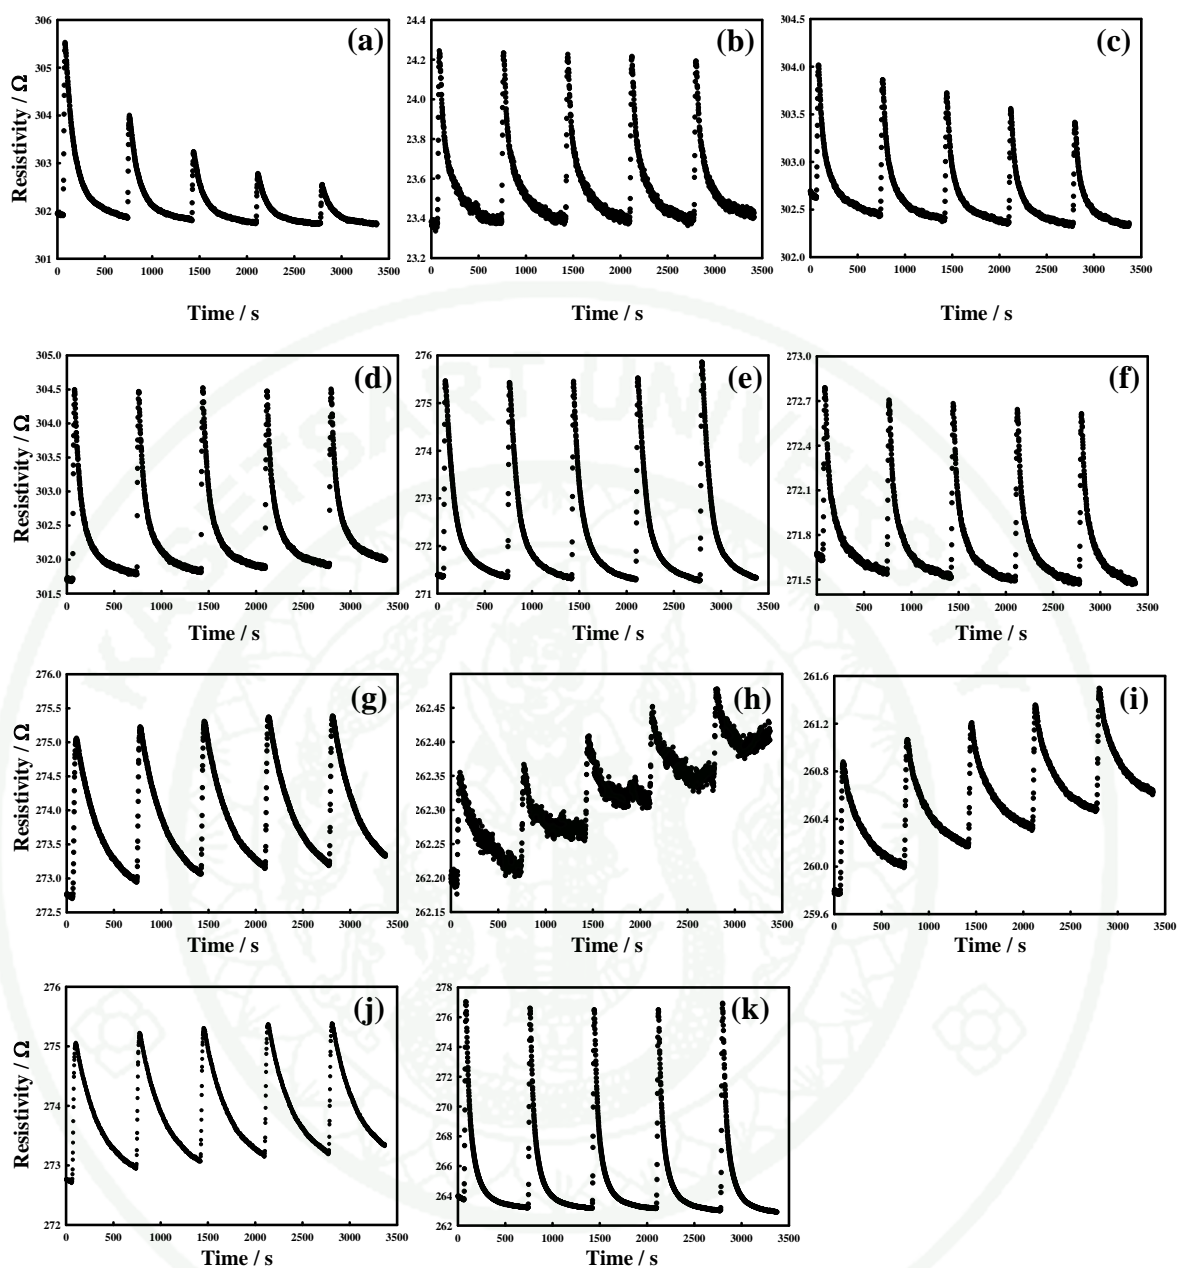 306
305
304
303
302
301
Resistivity / Ω
(a)
0 500 1000 1500 2000 2500 3000 3500
Time / s
24.4
24.2
24.0
23.8
23.6
23.4
23.2
(b)
0 500 1000 1500 2000 2500 3000 3500
Time / s
304.5
304.0
303.5
303.0
302.5
302.0
(c)
0 500 1000 1500 2000 2500 3000 3500
Time / s
305.0
304.5
304.0
303.5
303.0
302.5
302.0
301.5
Resistivity / Ω
(d)
0 500 1000 1500 2000 2500 3000 3500
Time / s
276
275
274
273
272
271
(e)
0 500 1000 1500 2000 2500 3000 3500
Time / s
273.0
272.7
272.4
272.1
271.8
271.5
(f)
0 500 1000 1500 2000 2500 3000 3500
Time / s
276.0
275.5
275.0
274.5
274.0
273.5
273.0
272.5
Resistivity / Ω
(g)
0 500 1000 1500 2000 2500 3000 3500
Time / s
262.45
262.40
262.35
262.30
262.25
262.20
262.15
(h)
0 500 1000 1500 2000 2500 3000 3500
Time / s
261.6
261.2
260.8
260.4
260.0
259.6
(i)
0 500 1000 1500 2000 2500 3000 3500
Time / s
276
275
274
273
272
Resistivity / Ω
(j)
0 500 1000 1500 2000 2500 3000 3500
Time / s
278
276
274
272
270
268
266
264
262
(k)
0 500 1000 1500 2000 2500 3000 3500
Time / s
KASETSART UNIVERSITY